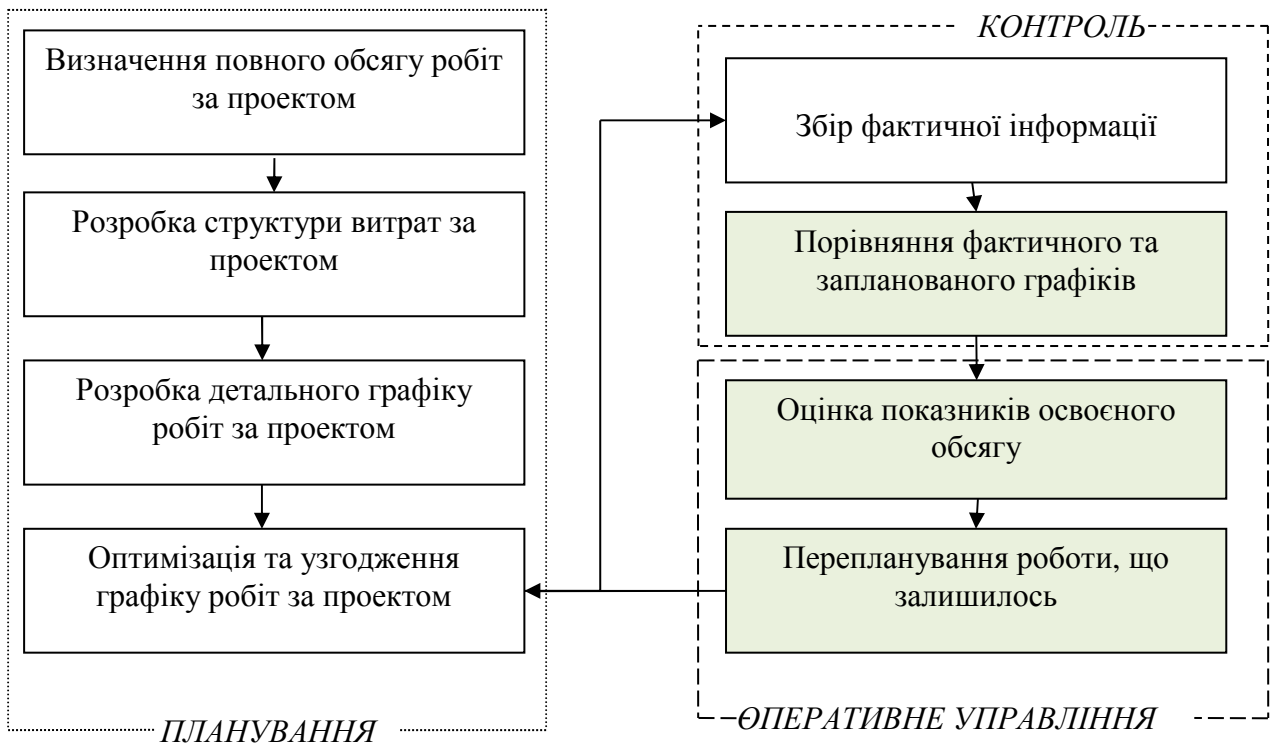 Визначення повного обсягу робіт
за проектом
Розробка структури витрат за
проектом
Розробка детального графіку
робіт за проектом
Оптимізація та узгодження
графіку робіт за проектом
ПЛАНУВАННЯ
КОНТРОЛЬ
Збір фактичної інформації
Порівняння фактичного та
запланованого графіків
Оцінка показників освоєного
обсягу
Перепланування роботи, що
залишилось
ОПЕРАТИВНЕ УПРАВЛІННЯ